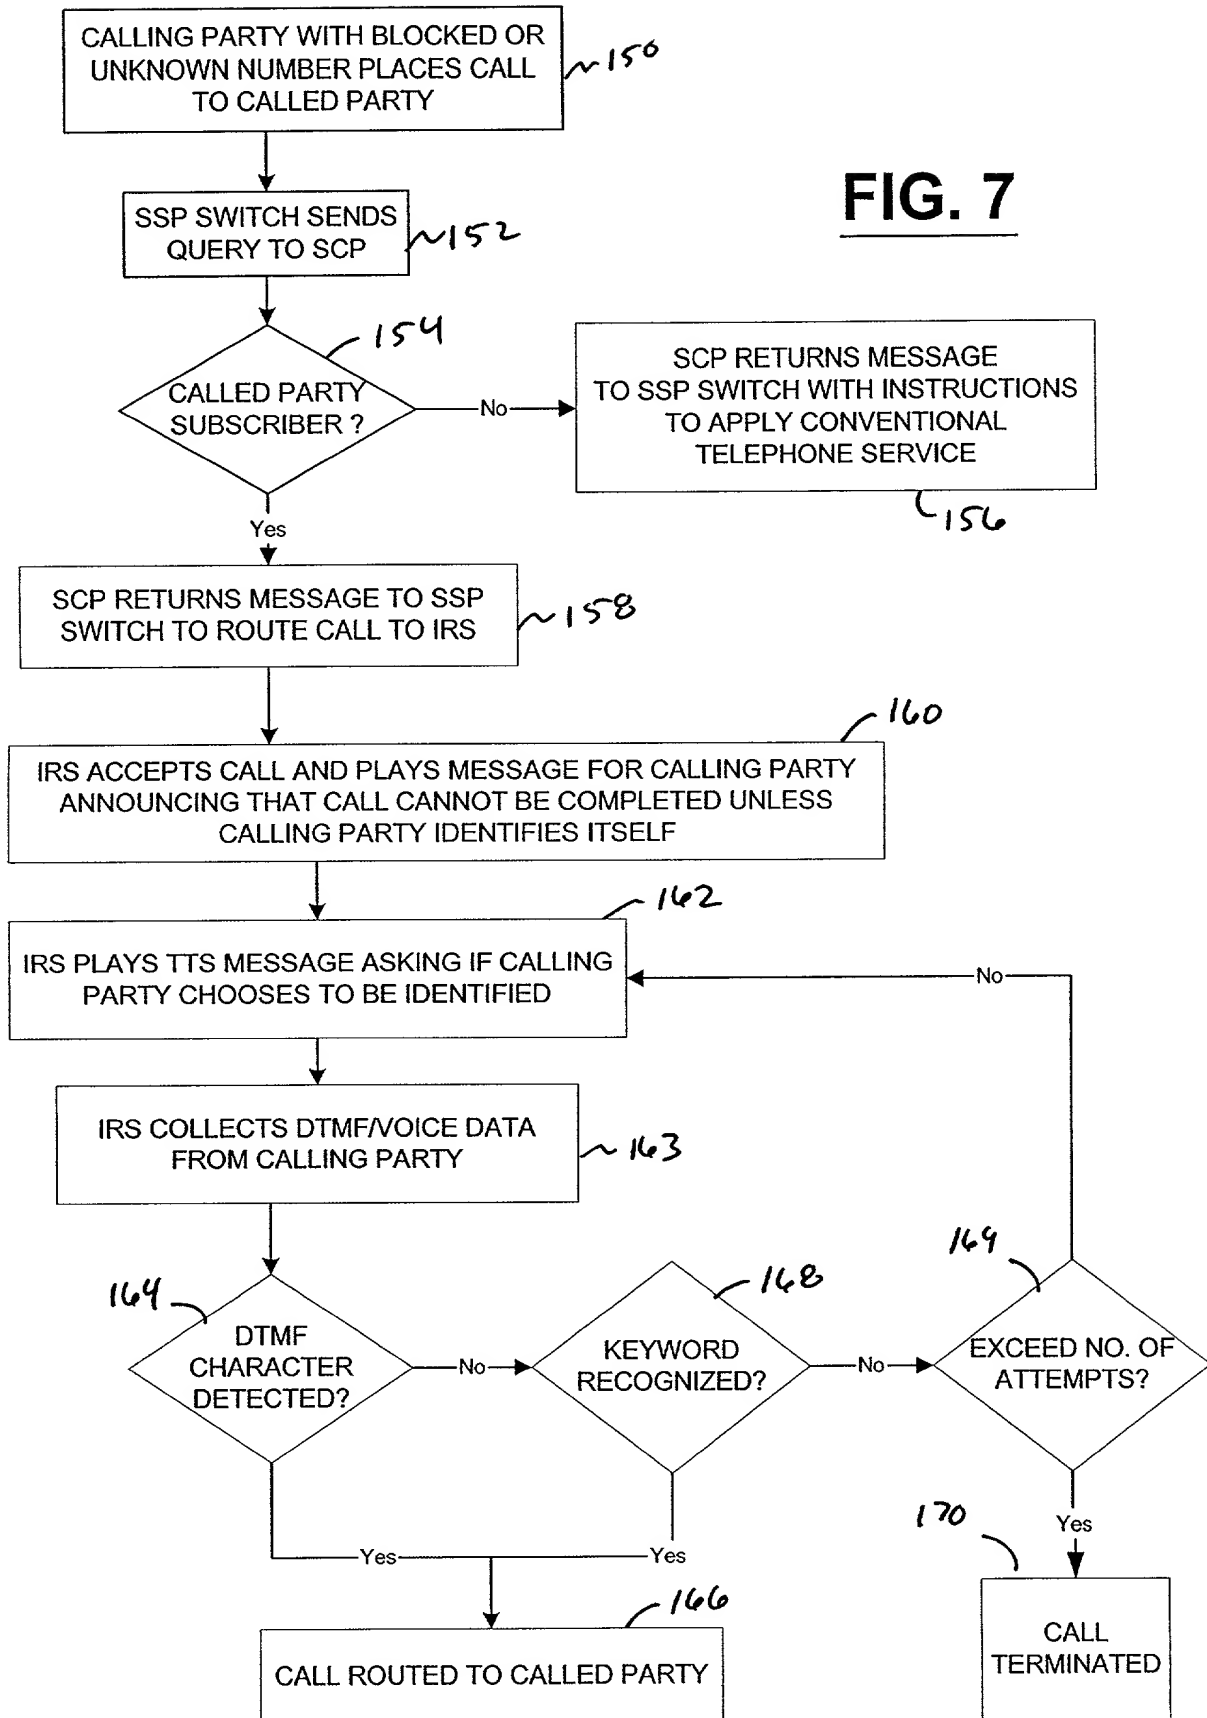 CALLING PARTY WITH BLOCKED OR
UNKNOWN NUMBER PLACES CALL
TO CALLED PARTY
150
FIG. 7
SSP SWITCH SENDS
QUERY TO SCP
152
154
CALLED PARTY
SUBSCRIBER ?
No
SCP RETURNS MESSAGE
TO SSP SWITCH WITH INSTRUCTIONS
TO APPLY CONVENTIONAL
TELEPHONE SERVICE
156
Yes
SCP RETURNS MESSAGE TO SSP
SWITCH TO ROUTE CALL TO IRS
158
160
IRS ACCEPTS CALL AND PLAYS MESSAGE FOR CALLING PARTY
ANNOUNCING THAT CALL CANNOT BE COMPLETED UNLESS
CALLING PARTY IDENTIFIES ITSELF
162
IRS PLAYS TTS MESSAGE ASKING IF CALLING
PARTY CHOOSES TO BE IDENTIFIED
No
IRS COLLECTS DTMF/VOICE DATA
FROM CALLING PARTY
163
164
DTMF
CHARACTER
DETECTED?
No
168
KEYWORD
RECOGNIZED?
No
169
EXCEED NO. OF
ATTEMPTS?
Yes
Yes
Yes
170
166
CALL ROUTED TO CALLED PARTY
CALL
TERMINATED